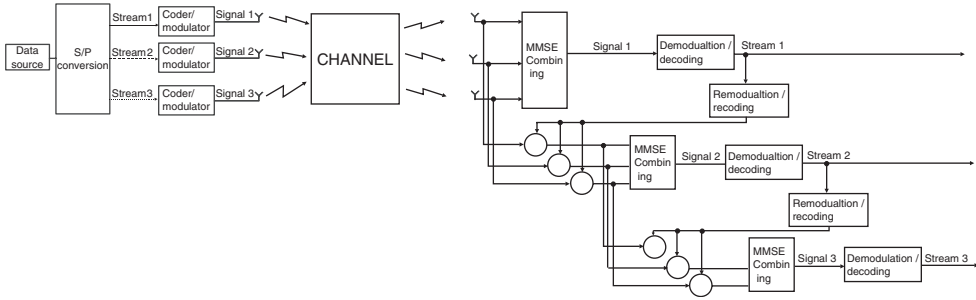 Data
source
S/P
conversion
Stream1
Coder/
modulator
Signal 1
Stream2
Coder/
modulator
Signal 2
Stream3
Coder/
modulator
Signal 3
CHANNEL
MMSE
Combin
ing
Signal 1
Demodualtion /
decoding
Stream 1
Remodualtion /
recoding
MMSE
Combin
ing
Signal 2
Demodualtion /
decoding
Stream 2
Remodualtion /
recoding
MMSE
Combin
ing
Signal 3
Demodulation /
decoding
Stream 3